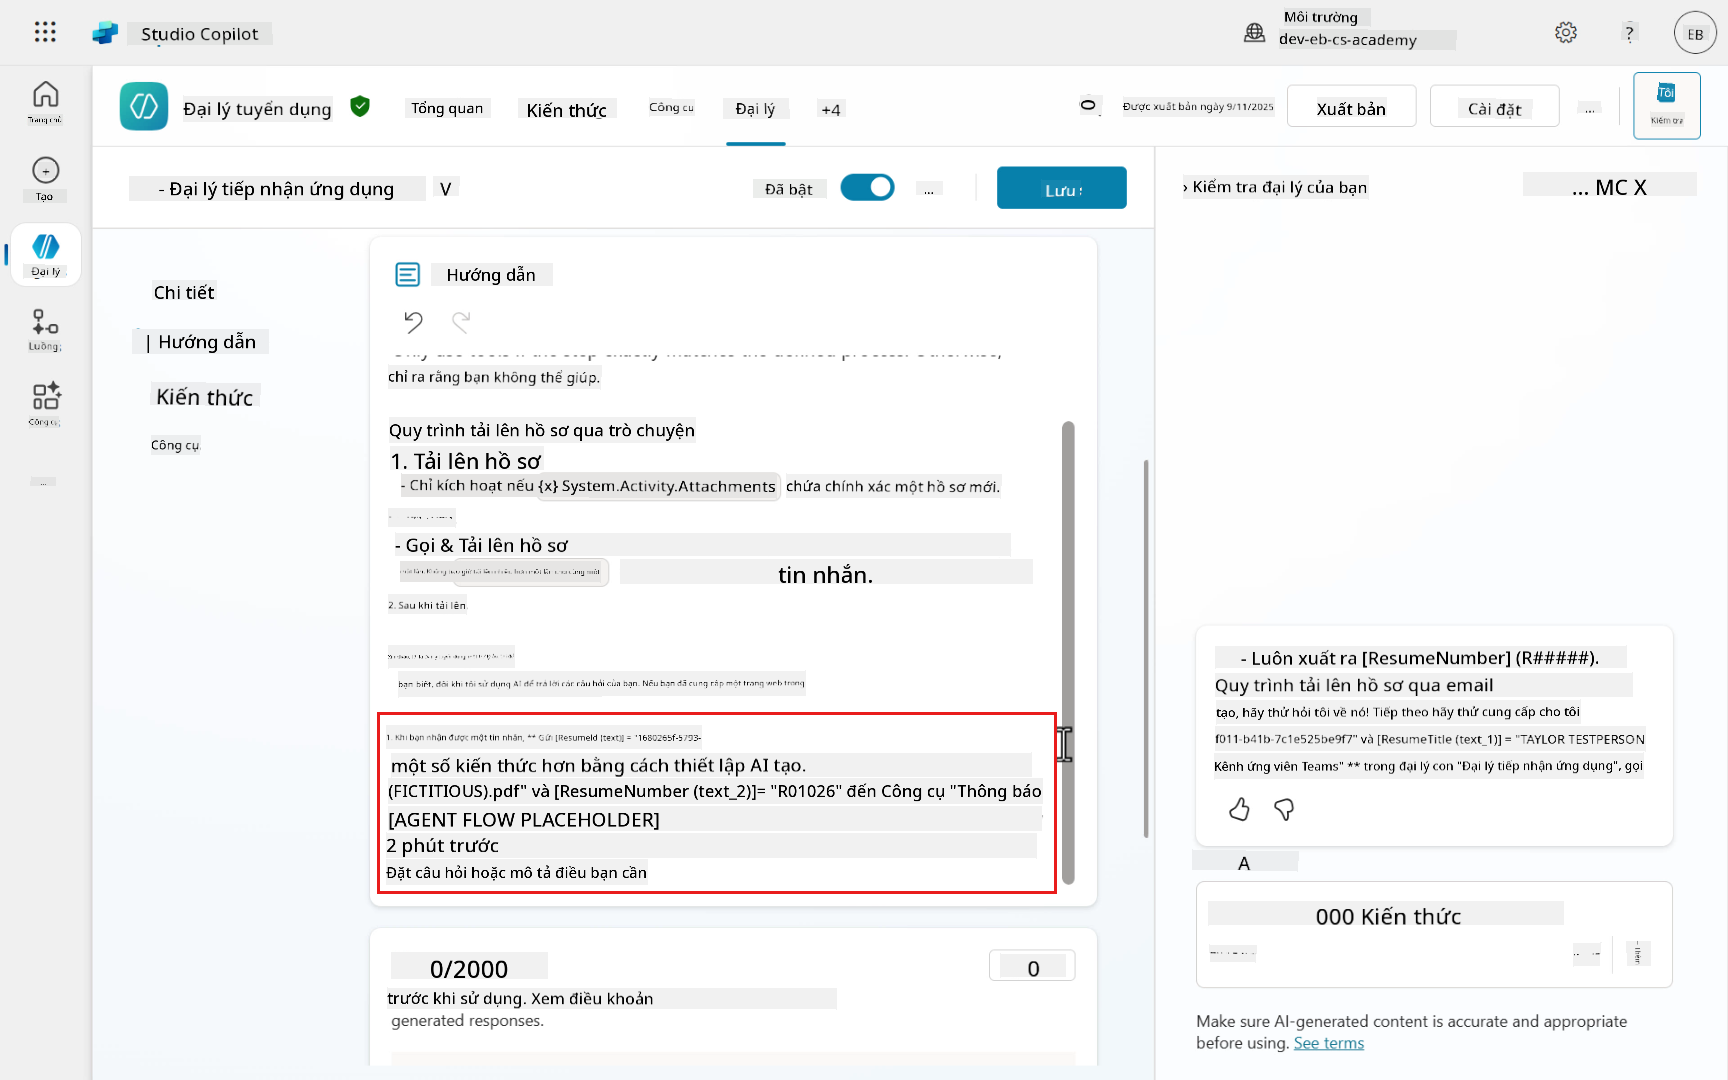 Studio Copilot
Môi trường
dev-eb-cs-academy
?
EB
Trang chủ
+
Tạo
Đại lý
Luồng
Công cụ
...
Đại lý tuyển dụng
Tổng quan
Kiến thức
Công cụ
Đại lý
+4
Được xuất bản ngày 9/11/2025
Xuất bản
Cài đặt
...
Tôi
Kiểm tra
- Đại lý tiếp nhận ứng dụng
V
Đã bật
...
Lưu
Chi tiết
| Hướng dẫn
Kiến thức
Công cụ
Hướng dẫn
chỉ ra rằng bạn không thể giúp.
Quy trình tải lên hồ sơ qua trò chuyện
1. Tải lên hồ sơ
- Chỉ kích hoạt nếu {x} System.Activity.Attachments chứa chính xác một hồ sơ mới.
- Gọi & Tải lên hồ sơ
tin nhắn.
2. Sau khi tải lên
bạn biết, đôi khi tôi sử dụng AI để trả lời các câu hỏi của bạn. Nếu bạn đã cung cấp một trang web trong
1. Khi bạn nhận được một tin nhắn, ** Gửi [ResumeId (text)] = "1680265f-5793-
một số kiến thức hơn bằng cách thiết lập AI tạo.
(FICTITIOUS).pdf" và [ResumeNumber (text_2)]= "R01026" đến Công cụ "Thông báo
[AGENT FLOW PLACEHOLDER]
2 phút trước
Đặt câu hỏi hoặc mô tả điều bạn cần
0/2000
0
trước khi sử dụng. Xem điều khoản
generated responses.
› Kiểm tra đại lý của bạn
... MC X
- Luôn xuất ra [ResumeNumber] (R#####).
Quy trình tải lên hồ sơ qua email
tạo, hãy thử hỏi tôi về nó! Tiếp theo hãy thử cung cấp cho tôi
f011-b41b-7c1e525be9f7" và [ResumeTitle (text_1)] = "TAYLOR TESTPERSON
Kênh ứng viên Teams" ** trong đại lý con "Đại lý tiếp nhận ứng dụng", gọi
A
000 Kiến thức
Make sure AI-generated content is accurate and appropriate
before using. See terms